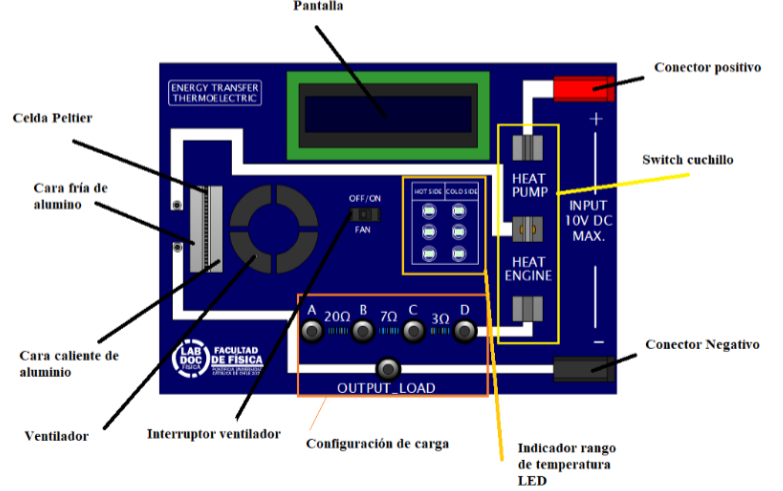 Pantalla
Conector positivo
ENERGY TRANSFER
THERMOELECTRIC
Celda Peltier
+
Switch cuchillo
HEAT
PUMP
Cara fría de
alumino
HOT SIDE COLD SIDE
OFF/ON
FAN
INPUT
10V DC
MAX.
HEAT
ENGINE
A 20Ω B 7Ω C 3Ω D
-
Conector Negativo
Cara caliente de
aluminio
LAB
DOC
FÍSICA
FACULTAD
DE FÍSICA
OUTPUT_LOAD
Ventilador
Interruptor ventilador
Configuración de carga
Indicador rango
de temperatura
LED